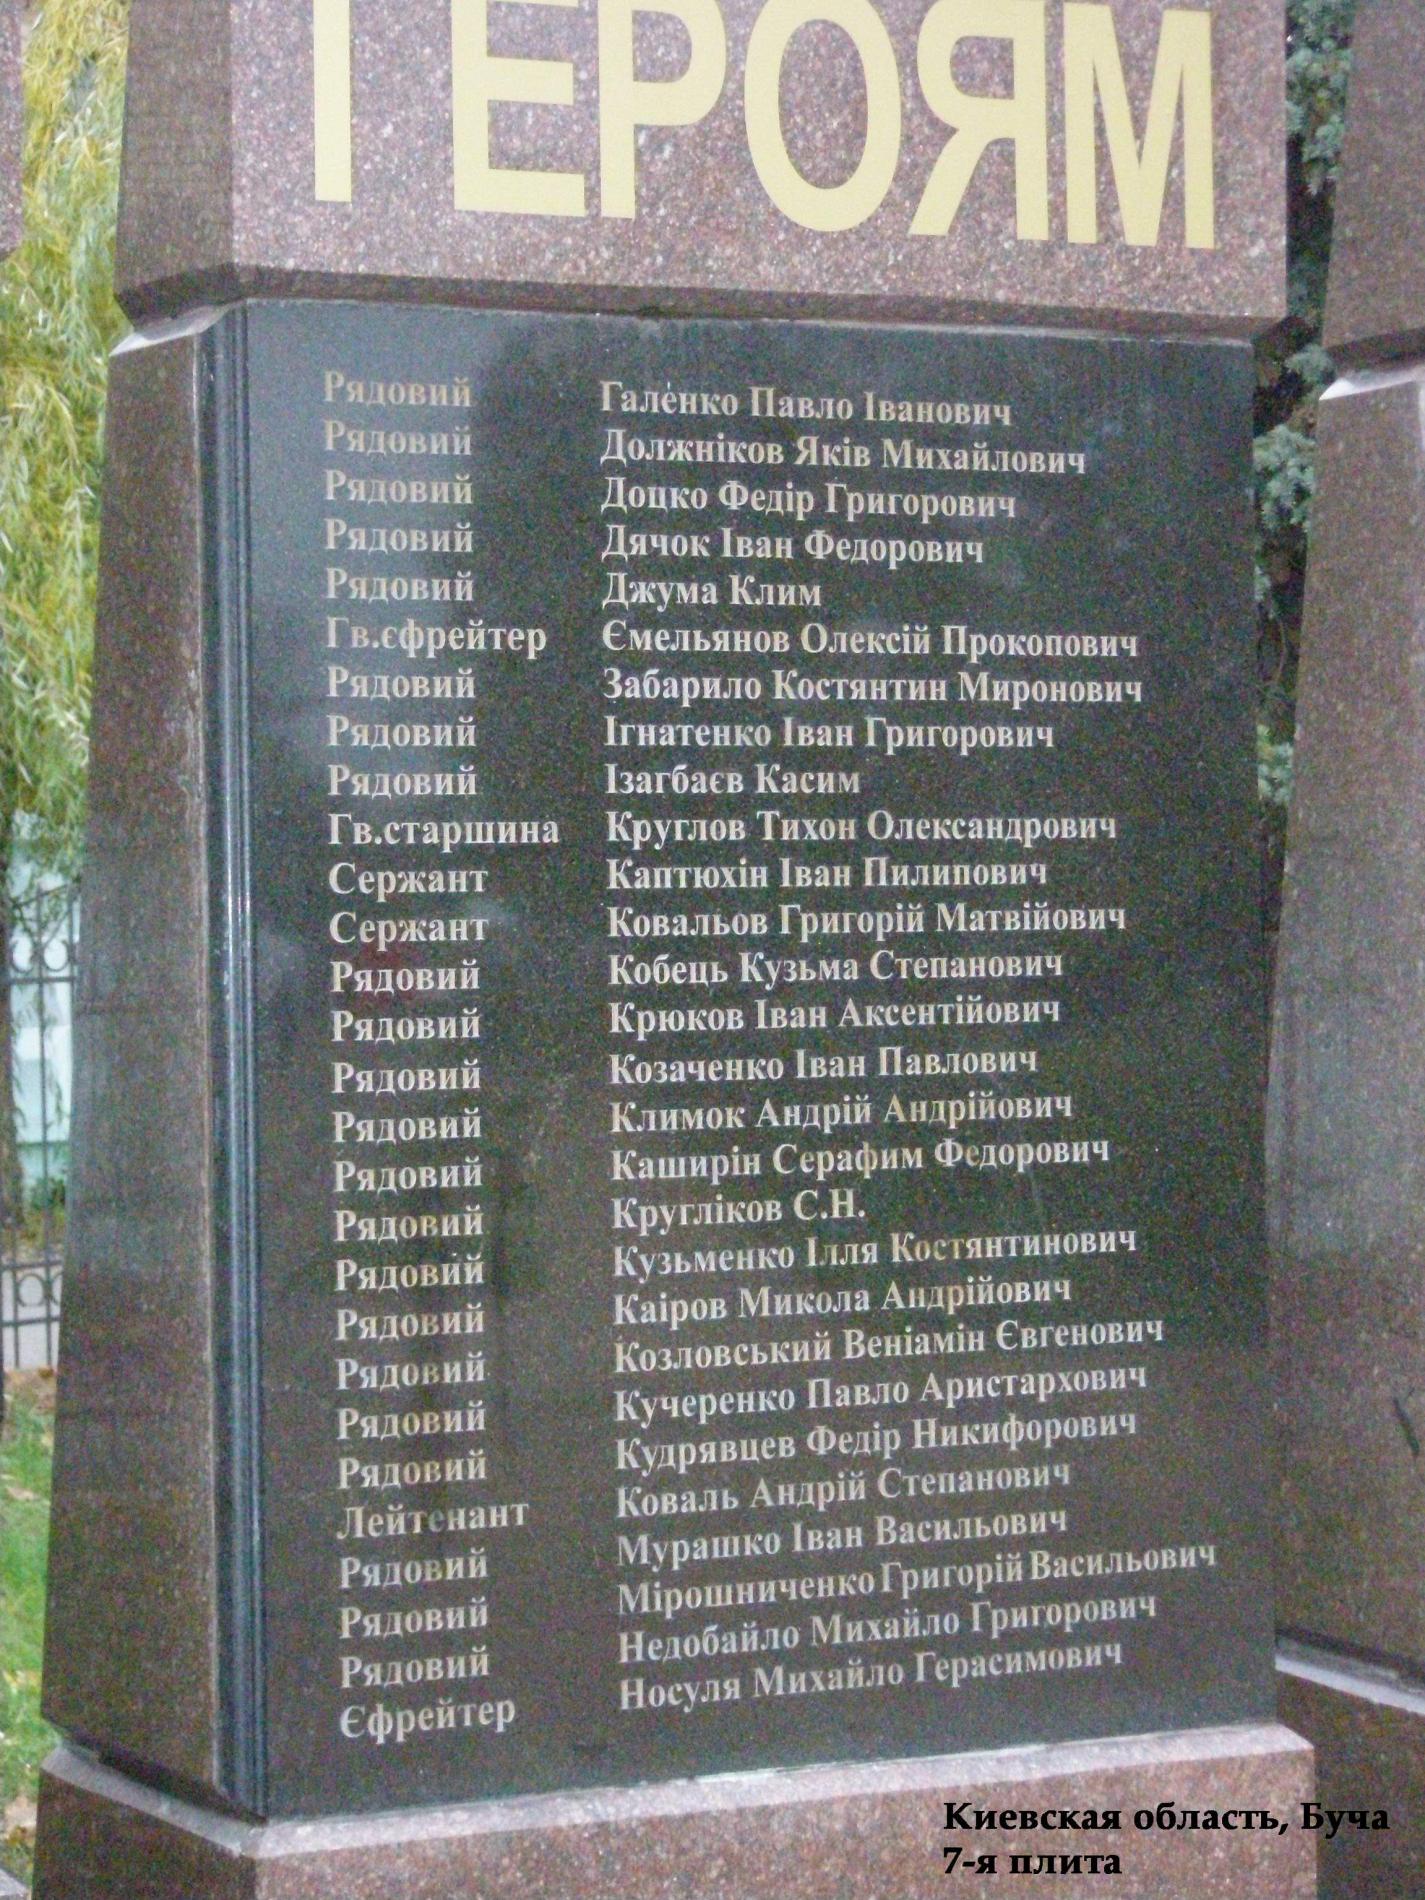 ГЕРОЯМ
Рядовий Галенко Павло Іванович
Рядовий Должніков Яків Михайлович
Рядовий Доцко Федір Григорович
Рядовий Дячок Іван Федорович
Рядовий Джума Клим
Гв.єфрейтер Ємельянов Олексій Прокопович
Рядовий Забарило Костянтин Миронович
Рядовий Ігнатенко Іван Григорович
Рядовий Ізагбаєв Касим
Гв.старшина Круглов Тихон Олександрович
Сержант Каптюхін Іван Пилипович
Сержант Ковальов Григорій Матвійович
Рядовий Кобець Кузьма Степанович
Рядовий Крюков Іван Аксентійович
Рядовий Козаченко Іван Павлович
Рядовий Климок Андрій Андрійович
Рядовий Каширін Серафим Федорович
Рядовий Кругліков С.Н.
Рядовий Кузьменко Ілля Костянтинович
Рядовий Каіров Микола Андрійович
Рядовий Козловський Веніамін Євгенович
Рядовий Кучеренко Павло Аристархович
Рядовий Кудрявцев Федір Никифорович
Лейтенант Коваль Андрій Степанович
Рядовий Мурашко Іван Васильович
Рядовий Мірошниченко Григорій Васильович
Рядовий Недобайло Михайло Григорович
Єфрейтер Носуля Михайло Герасимович
Киевская область, Буча
7-я плита